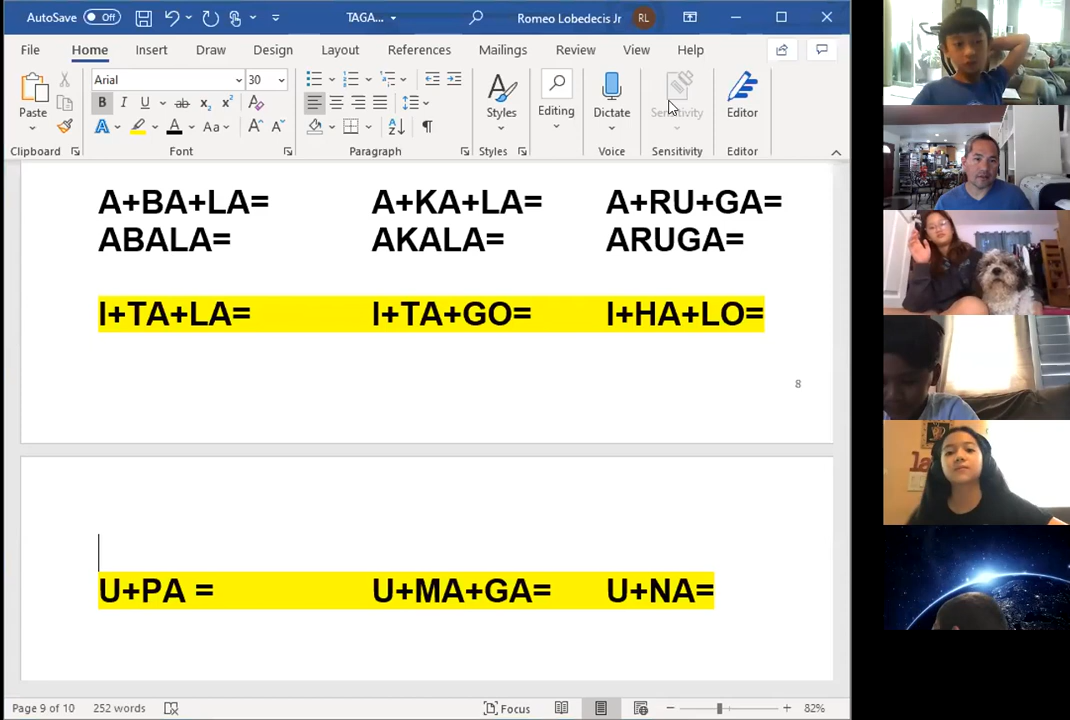 AutoSave Off TAGA... Romeo Lobedecis Jr RL
File Home Insert Draw Design Layout References Mailings Review View Help
Arial 30
Paste Styles Editing Dictate Sensitivity Editor
Clipboard Font Paragraph Styles Voice Sensitivity Editor
A+BA+LA= A+KA+LA= A+RU+GA=
ABALA= AKALA= ARUGA=
I+TA+LA= I+TA+GO= I+HA+LO=
8
U+PA = U+MA+GA= U+NA=
Page 9 of 10 252 words Focus 82%